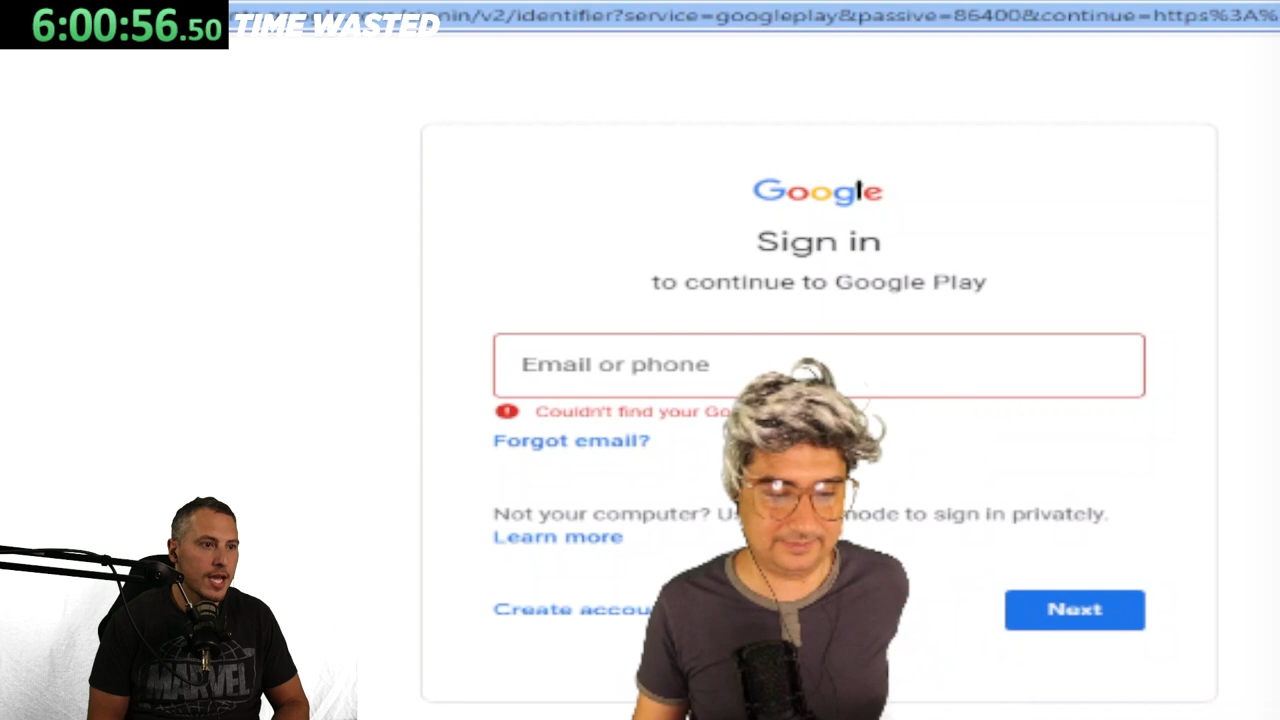 6:00:56.50 TIME WASTED
in/v2/identifier?service=googleplay&passive=86400&continue=https%3A%
Google
Sign in
to continue to Google Play
Email or phone
Couldn't find your Go
Forgot email?
Not your computer? U mode to sign in privately.
Learn more
Create accou
Next
MARVEL